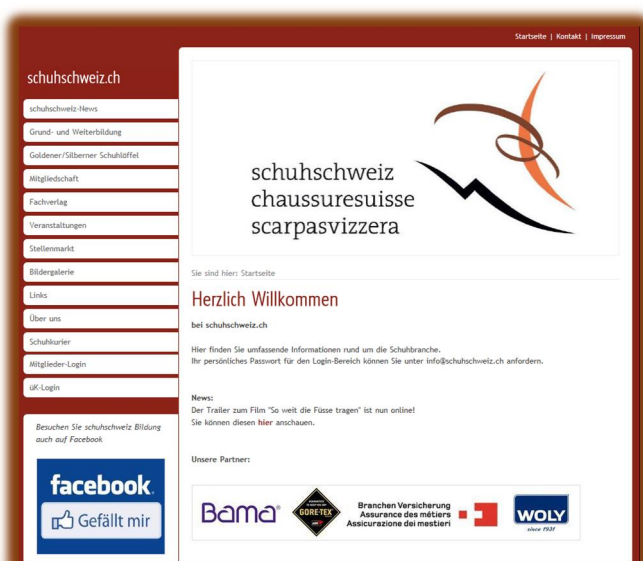 Startseite | Kontakt | Impressum
schuhschweiz.ch
schuhschweiz-News
Grund- und Weiterbildung
Goldener/Silberner Schuhlöffel
Mitgliedschaft
Fachverlag
Veranstaltungen
Stellenmarkt
Bildergalerie
Links
Über uns
Schuhkurier
Mitglieder-Login
üK-Login
Besuchen Sie schuhschweiz Bildung
auch auf Facebook
facebook
Gefällt mir
schuhschweiz
chaussuresuisse
scarpasvizzera
Sie sind hier: Startseite
Herzlich Willkommen
bei schuhschweiz.ch
Hier finden Sie umfassende Informationen rund um die Schuhbranche.
Ihr persönliches Passwort für den Login-Bereich können Sie unter info@schuhschweiz.ch anfordern.
News:
Der Trailer zum Film "So weit die Füsse tragen" ist nun online!
Sie können diesen hier anschauen.
Unsere Partner:
Bama
GORE-TEX
Branchen Versicherung
Assurance des métiers
Assicurazione dei mestieri
WOLY
since 1931